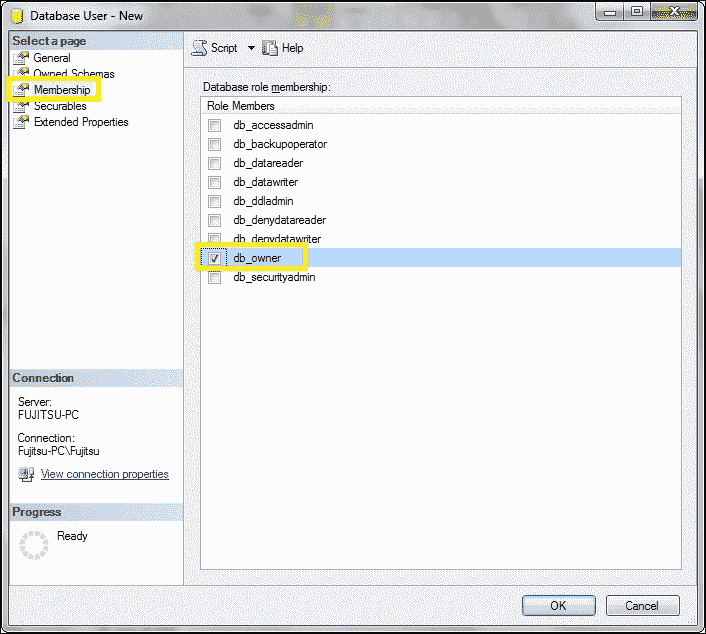 Database User - New
Select a page
General
Owned Schemas
Membership
Securables
Extended Properties
Script
Help
Database role membership:
Role Members
db_accessadmin
db_backupoperator
db_datareader
db_datawriter
db_ddladmin
db_denydatareader
db_denydatawriter
db_owner
db_securityadmin
Connection
Server:
FUJITSU-PC
Connection:
Fujitsu-PC\Fujitsu
View connection properties
Progress
Ready
OK
Cancel